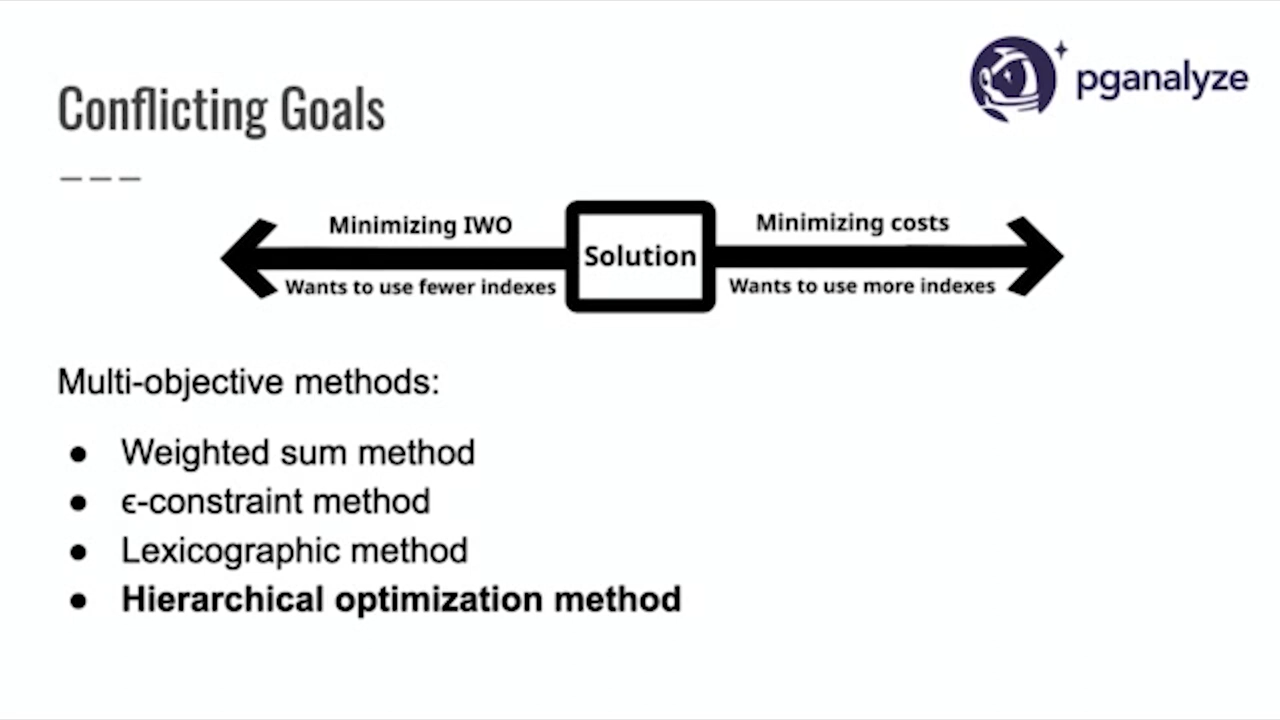 pganalyze
Conflicting Goals
Minimizing IWO
Minimizing costs
Solution
Wants to use fewer indexes
Wants to use more indexes
Multi-objective methods:
● Weighted sum method
● ϵ-constraint method
● Lexicographic method
● Hierarchical optimization method